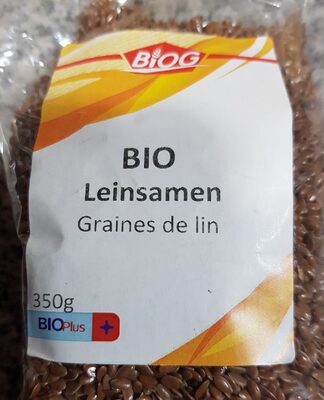 BiOG
BIO
Leinsamen
Graines de lin
350g
BIOPlus +